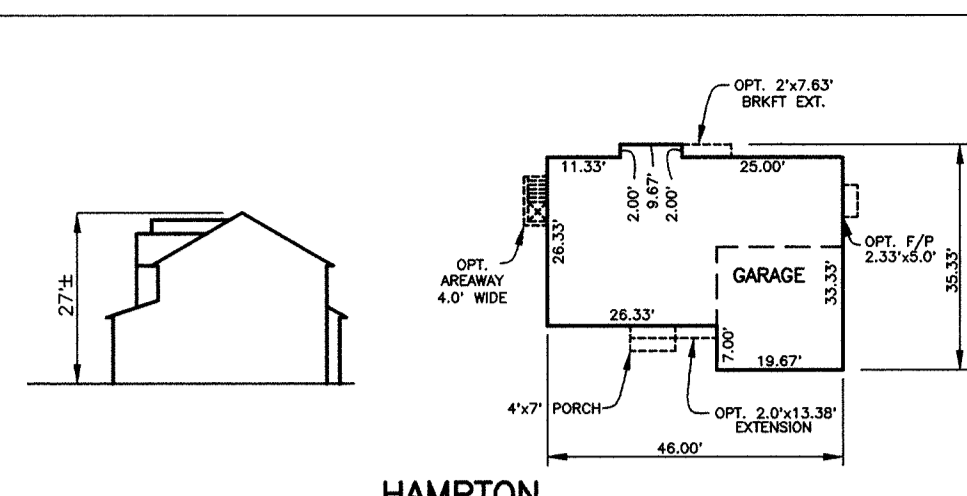 OPT. 2'x7.63'
BRKFT EXT.
11.33'
2.00'
9.67'
2.00'
25.00'
27'±
OPT.
AREAWAY
4.0' WIDE
26.33'
GARAGE
33.33'
OPT. F/P
2.33'x5.0'
35.33'
26.33'
7.00'
19.67'
4'x7' PORCH
OPT. 2.0'x13.38'
EXTENSION
46.00'
HAMPTON